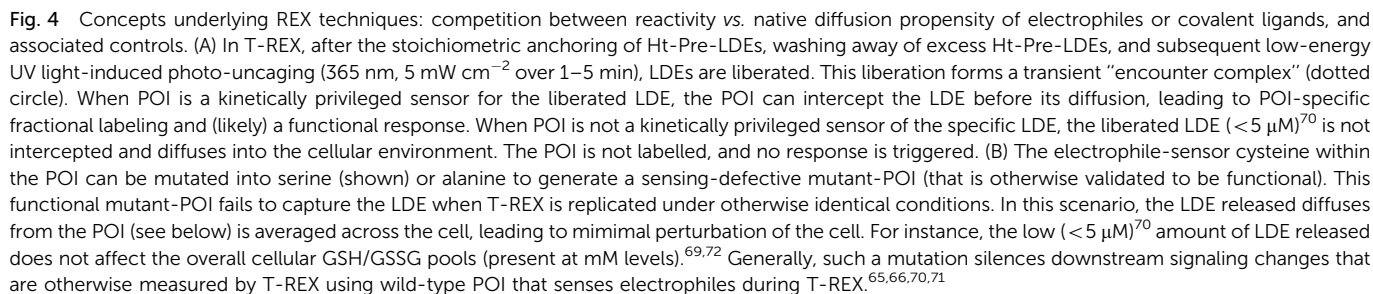 Fig. 4 Concepts underlying REX techniques: competition between reactivity vs. native diffusion propensity of electrophiles or covalent ligands, and
associated controls. (A) In T-REX, after the stoichiometric anchoring of Ht-Pre-LDEs, washing away of excess Ht-Pre-LDEs, and subsequent low-energy
UV light-induced photo-uncaging (365 nm, 5 mW cm−2 over 1–5 min), LDEs are liberated. This liberation forms a transient "encounter complex" (dotted
circle). When POI is a kinetically privileged sensor for the liberated LDE, the POI can intercept the LDE before its diffusion, leading to POI-specific
fractional labeling and (likely) a functional response. When POI is not a kinetically privileged sensor of the specific LDE, the liberated LDE (<5 μM)70 is not
intercepted and diffuses into the cellular environment. The POI is not labelled, and no response is triggered. (B) The electrophile-sensor cysteine within
the POI can be mutated into serine (shown) or alanine to generate a sensing-defective mutant-POI (that is otherwise validated to be functional). This
functional mutant-POI fails to capture the LDE when T-REX is replicated under otherwise identical conditions. In this scenario, the LDE released diffuses
from the POI (see below) is averaged across the cell, leading to mimimal perturbation of the cell. For instance, the low (<5 μM)70 amount of LDE released
does not affect the overall cellular GSH/GSSG pools (present at mM levels).69,72 Generally, such a mutation silences downstream signaling changes that
are otherwise measured by T-REX using wild-type POI that senses electrophiles during T-REX.65,66,70,71